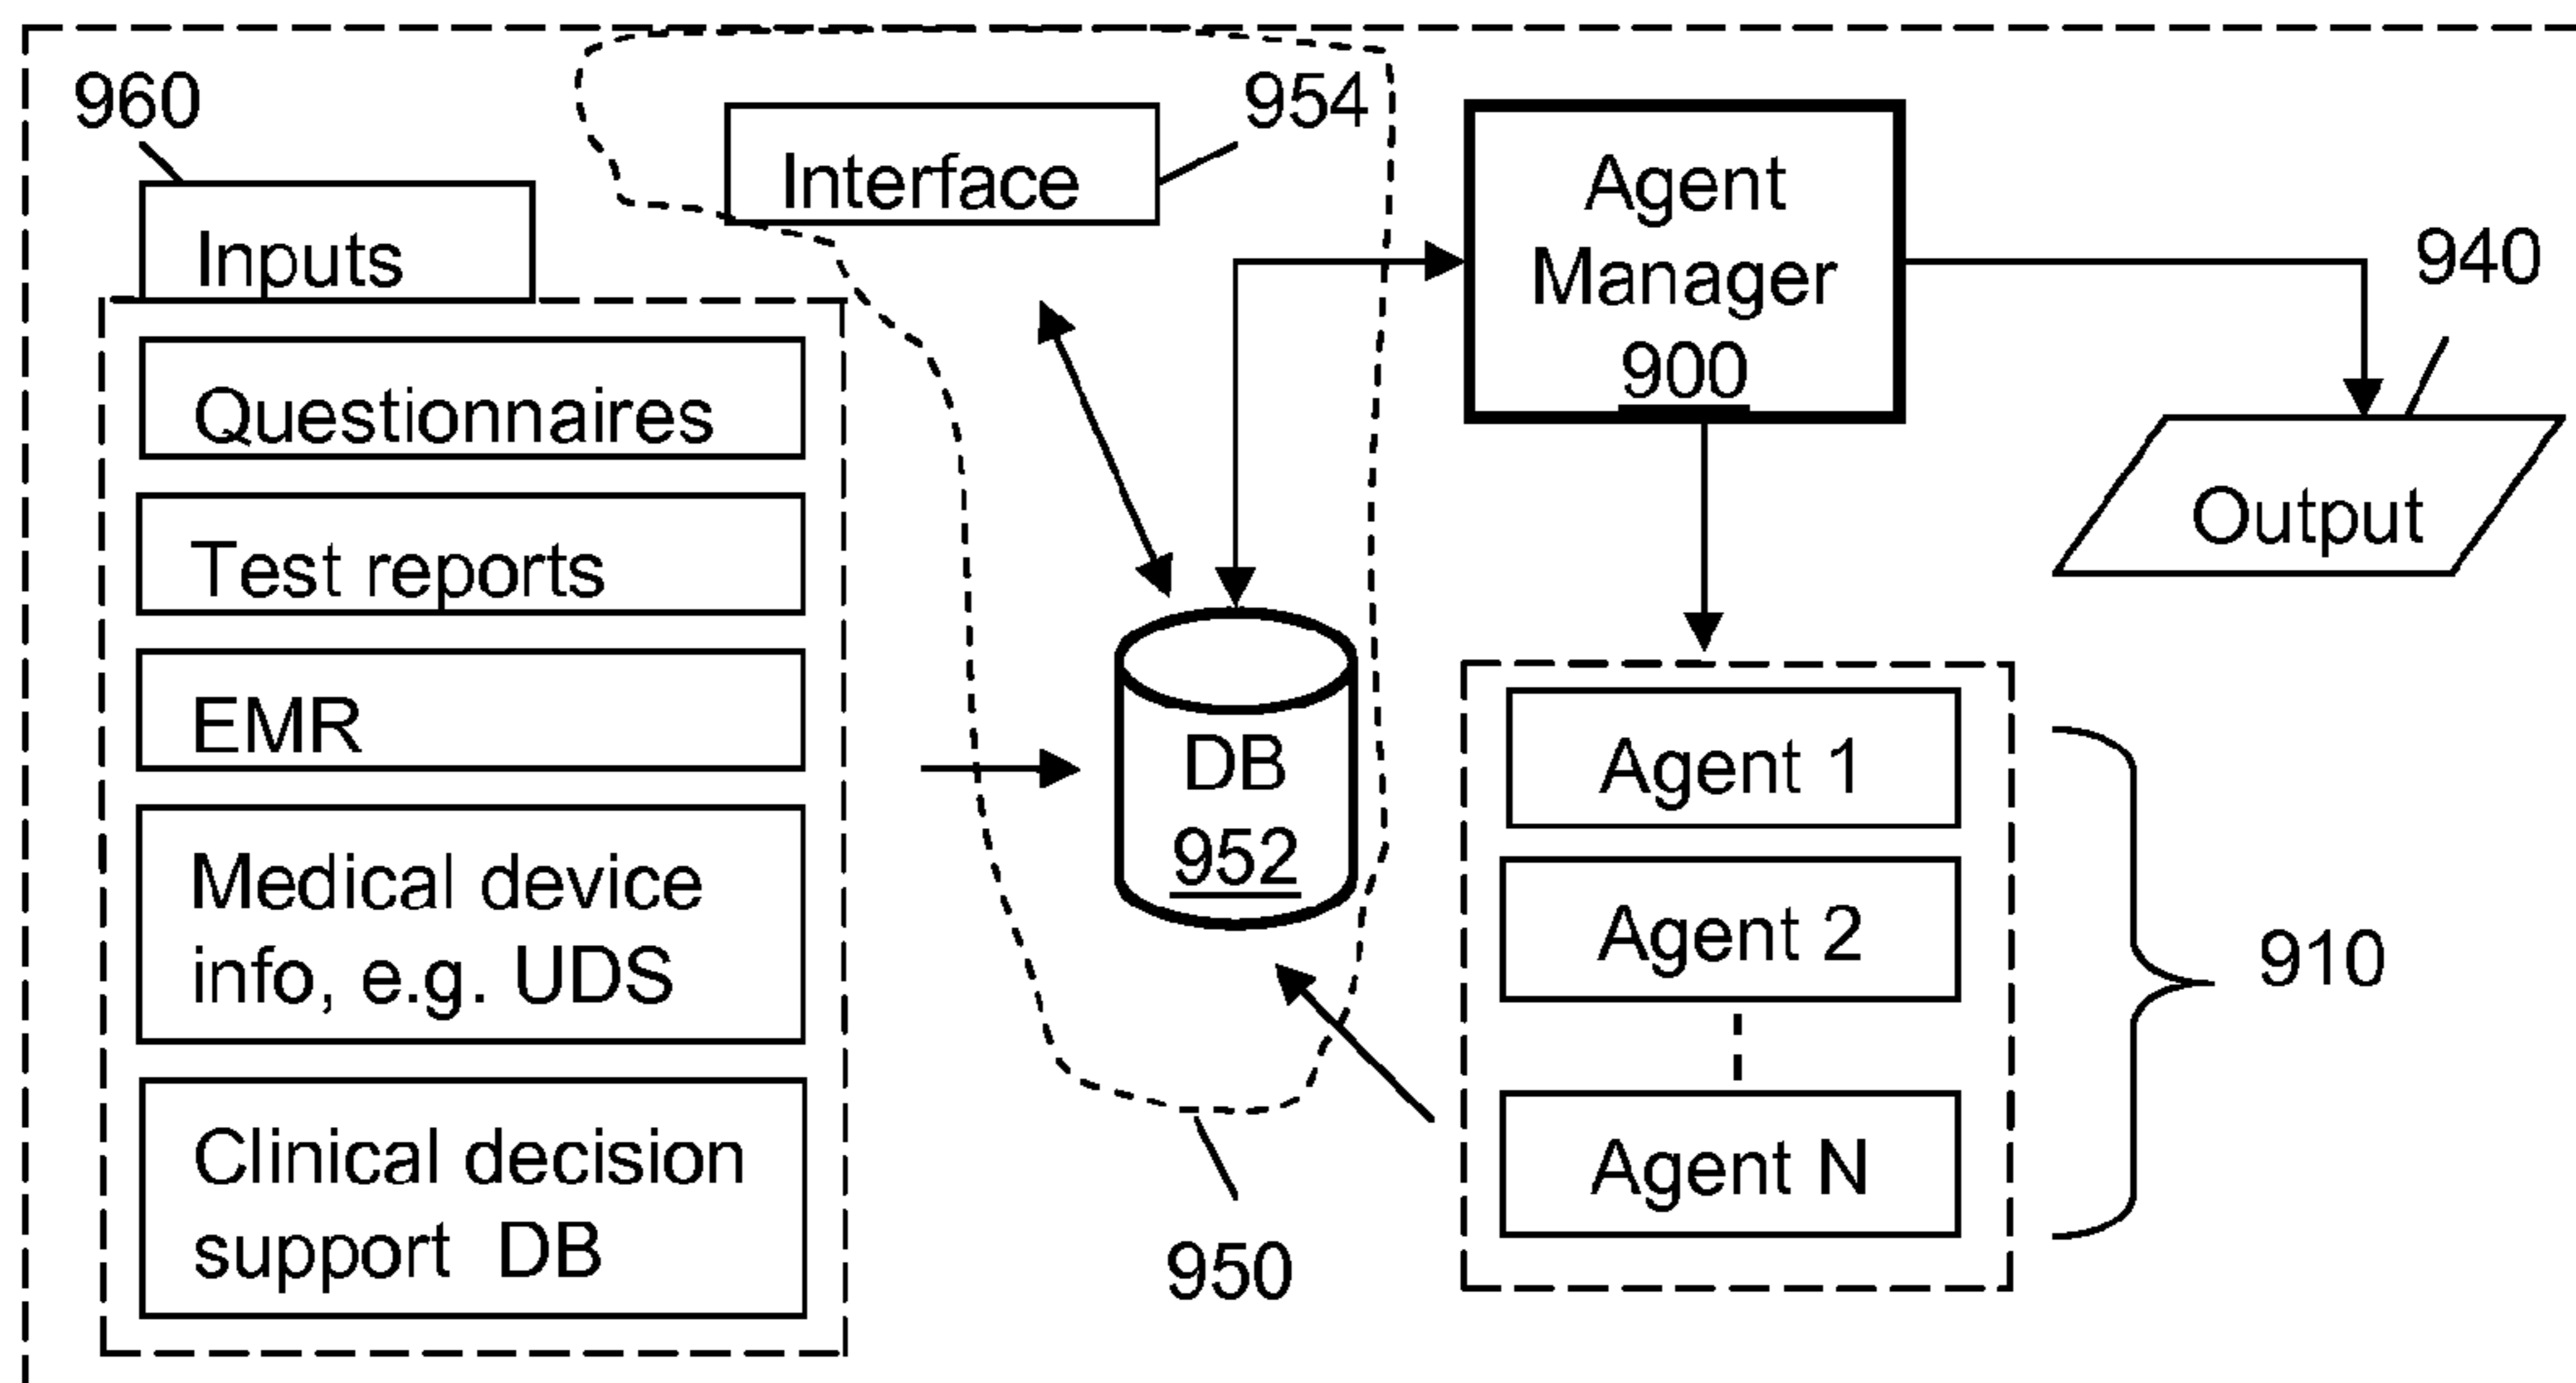 960
Inputs
Questionnaires
Test reports
EMR
Medical device
info, e.g. UDS
Clinical decision
support DB
Interface
954
DB
952
950
Agent
Manager
900
940
Output
Agent 1
Agent 2
Agent N
910